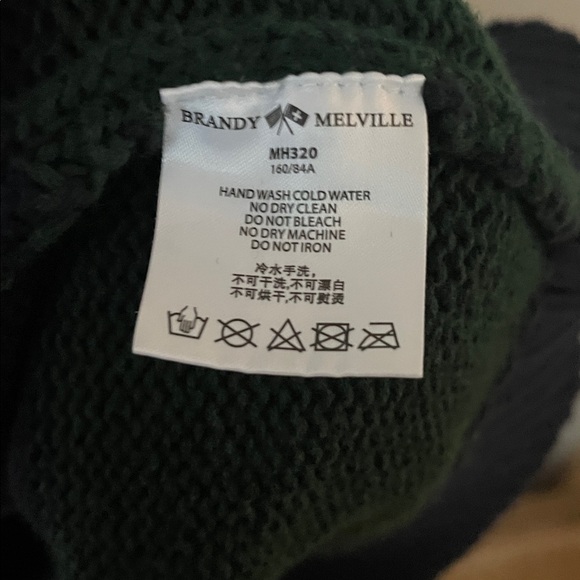 BRANDY MELVILLE
MH320
160/84A
HAND WASH COLD WATER
NO DRY CLEAN
DO NOT BLEACH
NO DRY MACHINE
DO NOT IRON
冷水手洗，
不可干洗,不可漂白
不可烘干,不可熨烫